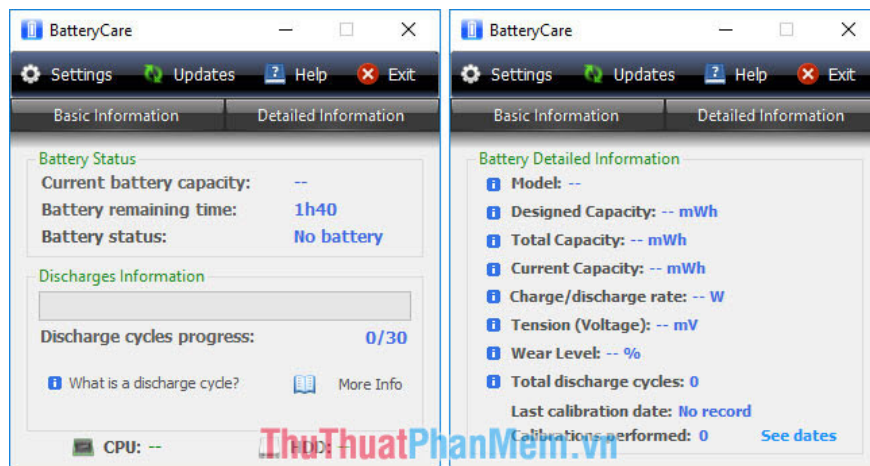 BatteryCare
Settings Updates Help Exit
Basic Information Detailed Information
Battery Status
Current battery capacity: --
Battery remaining time: 1h40
Battery status: No battery
Discharges Information
Discharge cycles progress: 0/30
What is a discharge cycle? More Info
CPU: -- HDD: --
BatteryCare
Settings Updates Help Exit
Basic Information Detailed Information
Battery Detailed Information
Model: --
Designed Capacity: -- mWh
Total Capacity: -- mWh
Current Capacity: -- mWh
Charge/discharge rate: -- W
Tension (Voltage): -- mV
Wear Level: -- %
Total discharge cycles: 0
Last calibration date: No record
Calibrations performed: 0 See dates
ThuThuatPhanMem.vn